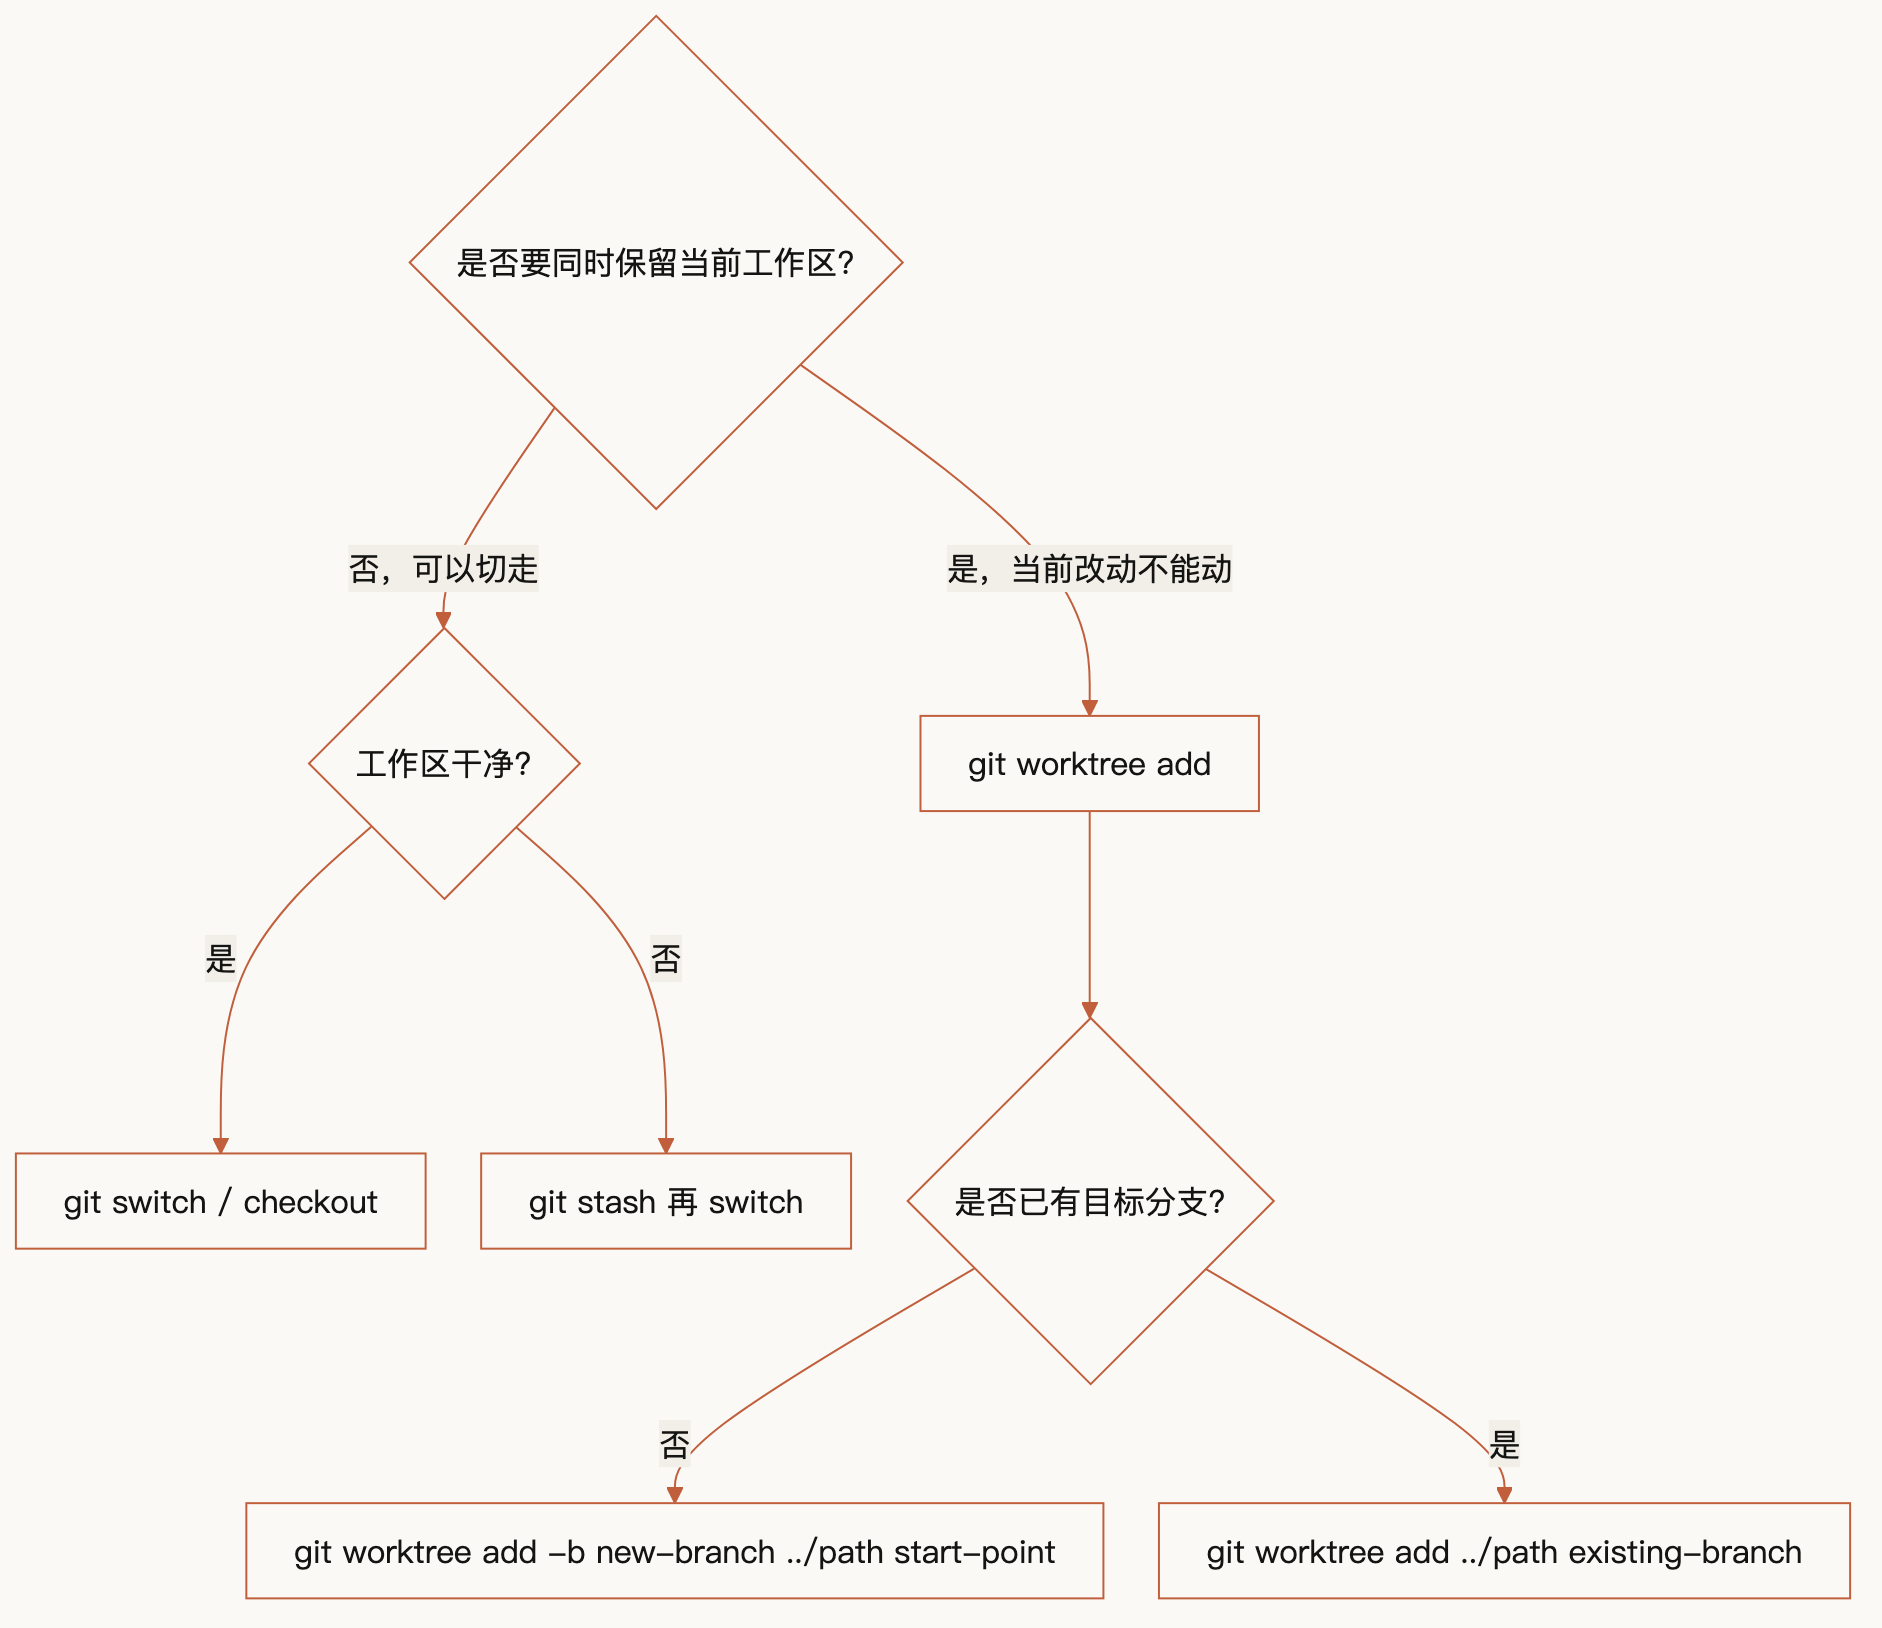 是否要同时保留当前工作区?
否，可以切走
是，当前改动不能动
工作区干净?
git worktree add
是
否
git switch / checkout
git stash 再 switch
是否已有目标分支?
否
是
git worktree add -b new-branch ../path start-point
git worktree add ../path existing-branch